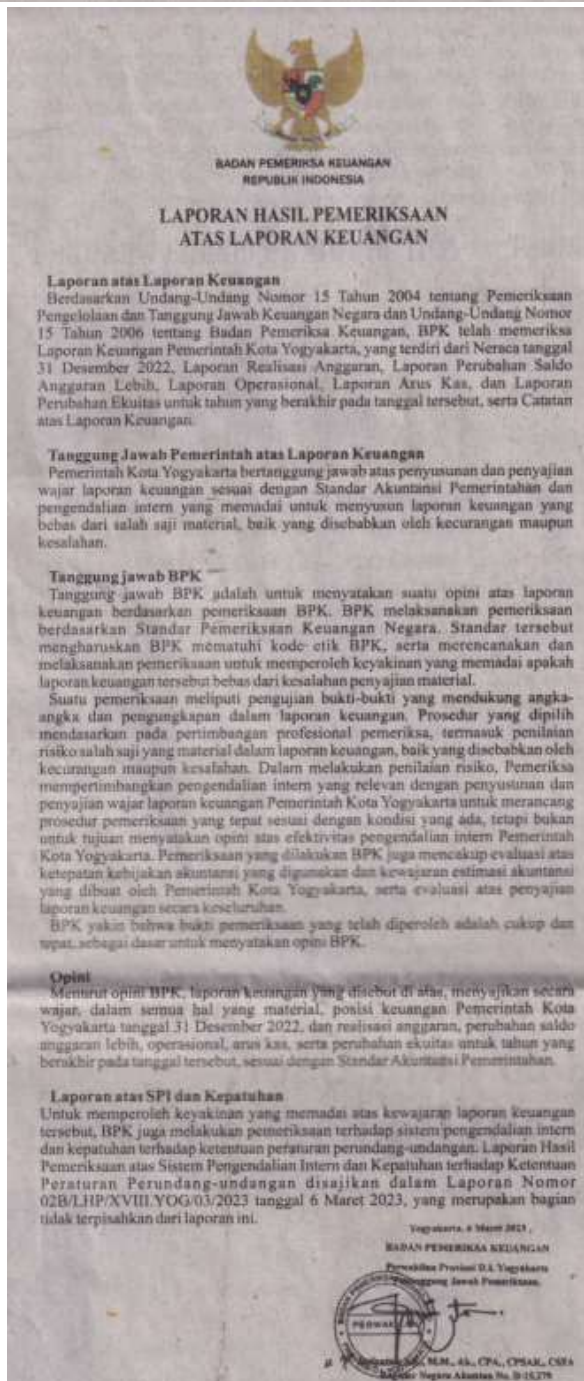 BADAN PEMERIKSA KEUANGAN
REPUBLIK INDONESIA
LAPORAN HASIL PEMERIKSAAN
ATAS LAPORAN KEUANGAN
Laporan atas Laporan Keuangan
Berdasarkan Undang-Undang Nomor 15 Tahun 2004 tentang Pemeriksaan
Pengelolaan dan Tanggung Jawab Keuangan Negara dan Undang-Undang Nomor
15 Tahun 2006 tentang Badan Pemeriksa Keuangan, BPK telah memeriksa
Laporan Keuangan Pemerintah Kota Yogyakarta, yang terdiri dari Neraca tanggal
31 Desember 2022, Laporan Realisasi Anggaran, Laporan Perubahan Saldo
Anggaran Lebih, Laporan Operasional, Laporan Arus Kas, dan Laporan
Perubahan Ekuitas untuk tahun yang berakhir pada tanggal tersebut, serta Catatan
atas Laporan Keuangan.
Tanggung Jawab Pemerintah atas Laporan Keuangan
Pemerintah Kota Yogyakarta bertanggung jawab atas penyusunan dan penyajian
wajar laporan keuangan sesuai dengan Standar Akuntansi Pemerintahan dan
pengendalian intern yang memadai untuk menyusun laporan keuangan yang
bebas dari salah saji material, baik yang disebabkan oleh kecurangan maupun
kesalahan.
Tanggung jawab BPK
Tanggung jawab BPK adalah untuk menyatakan suatu opini atas laporan
keuangan berdasarkan pemeriksaan BPK. BPK melaksanakan pemeriksaan
berdasarkan Standar Pemeriksaan Keuangan Negara. Standar tersebut
mengharuskan BPK mematuhi kode etik BPK, serta merencanakan dan
melaksanakan pemeriksaan untuk memperoleh keyakinan yang memadai apakah
laporan keuangan tersebut bebas dari kesalahan penyajian material.
Suatu pemeriksaan meliputi pengujian bukti-bukti yang mendukung angka-
angka dan pengungkapan dalam laporan keuangan. Prosedur yang dipilih
mendasarkan pada pertimbangan profesional pemeriksa, termasuk penilaian
risiko salah saji yang material dalam laporan keuangan, baik yang disebabkan oleh
kecurangan maupun kesalahan. Dalam melakukan penilaian risiko, Pemeriksa
mempertimbangkan pengendalian intern yang relevan dengan penyusunan dan
penyajian wajar laporan keuangan Pemerintah Kota Yogyakarta untuk merancang
prosedur pemeriksaan yang tepat sesuai dengan kondisi yang ada, tetapi bukan
untuk tujuan menyatakan opini atas efektivitas pengendalian intern Pemerintah
Kota Yogyakarta. Pemeriksaan yang dilakukan BPK juga mencakup evaluasi atas
ketepatan kebijakan akuntansi yang digunakan dan kewajaran estimasi akuntansi
yang dibuat oleh Pemerintah Kota Yogyakarta, serta evaluasi atas penyajian
laporan keuangan secara keseluruhan.
BPK yakin bahwa bukti pemeriksaan yang telah diperoleh adalah cukup dan
tepat, sebagai dasar untuk menyatakan opini BPK.
Opini
Menurut opini BPK, laporan keuangan yang disebut di atas, menyajikan secara
wajar, dalam semua hal yang material, posisi keuangan Pemerintah Kota
Yogyakarta tanggal 31 Desember 2022, dan realisasi anggaran, perubahan saldo
anggaran lebih, operasional, arus kas, serta perubahan ekuitas untuk tahun yang
berakhir pada tanggal tersebut, sesuai dengan Standar Akuntansi Pemerintahan.
Laporan atas SPI dan Kepatuhan
Untuk memperoleh keyakinan yang memadai atas kewajaran laporan keuangan
tersebut, BPK juga melakukan pemeriksaan terhadap sistem pengendalian intern
dan kepatuhan terhadap ketentuan peraturan perundang-undangan. Laporan Hasil
Pemeriksaan atas Sistem Pengendalian Intern dan Kepatuhan terhadap Ketentuan
Peraturan Perundang-undangan disajikan dalam Laporan Nomor
02B/LHP/XVIII.YOG/03/2023 tanggal 6 Maret 2023, yang merupakan bagian
tidak terpisahkan dari laporan ini.
Yogyakarta, 6 Maret 2023,
BADAN PEMERIKSA KEUANGAN
Perwakilan Provinsi D.I. Yogyakarta
Penanggung Jawab Pemeriksaan,
M.M., Ak., CPA., CPSAK., CSFA
Register Negara Akuntan No. D-15,279